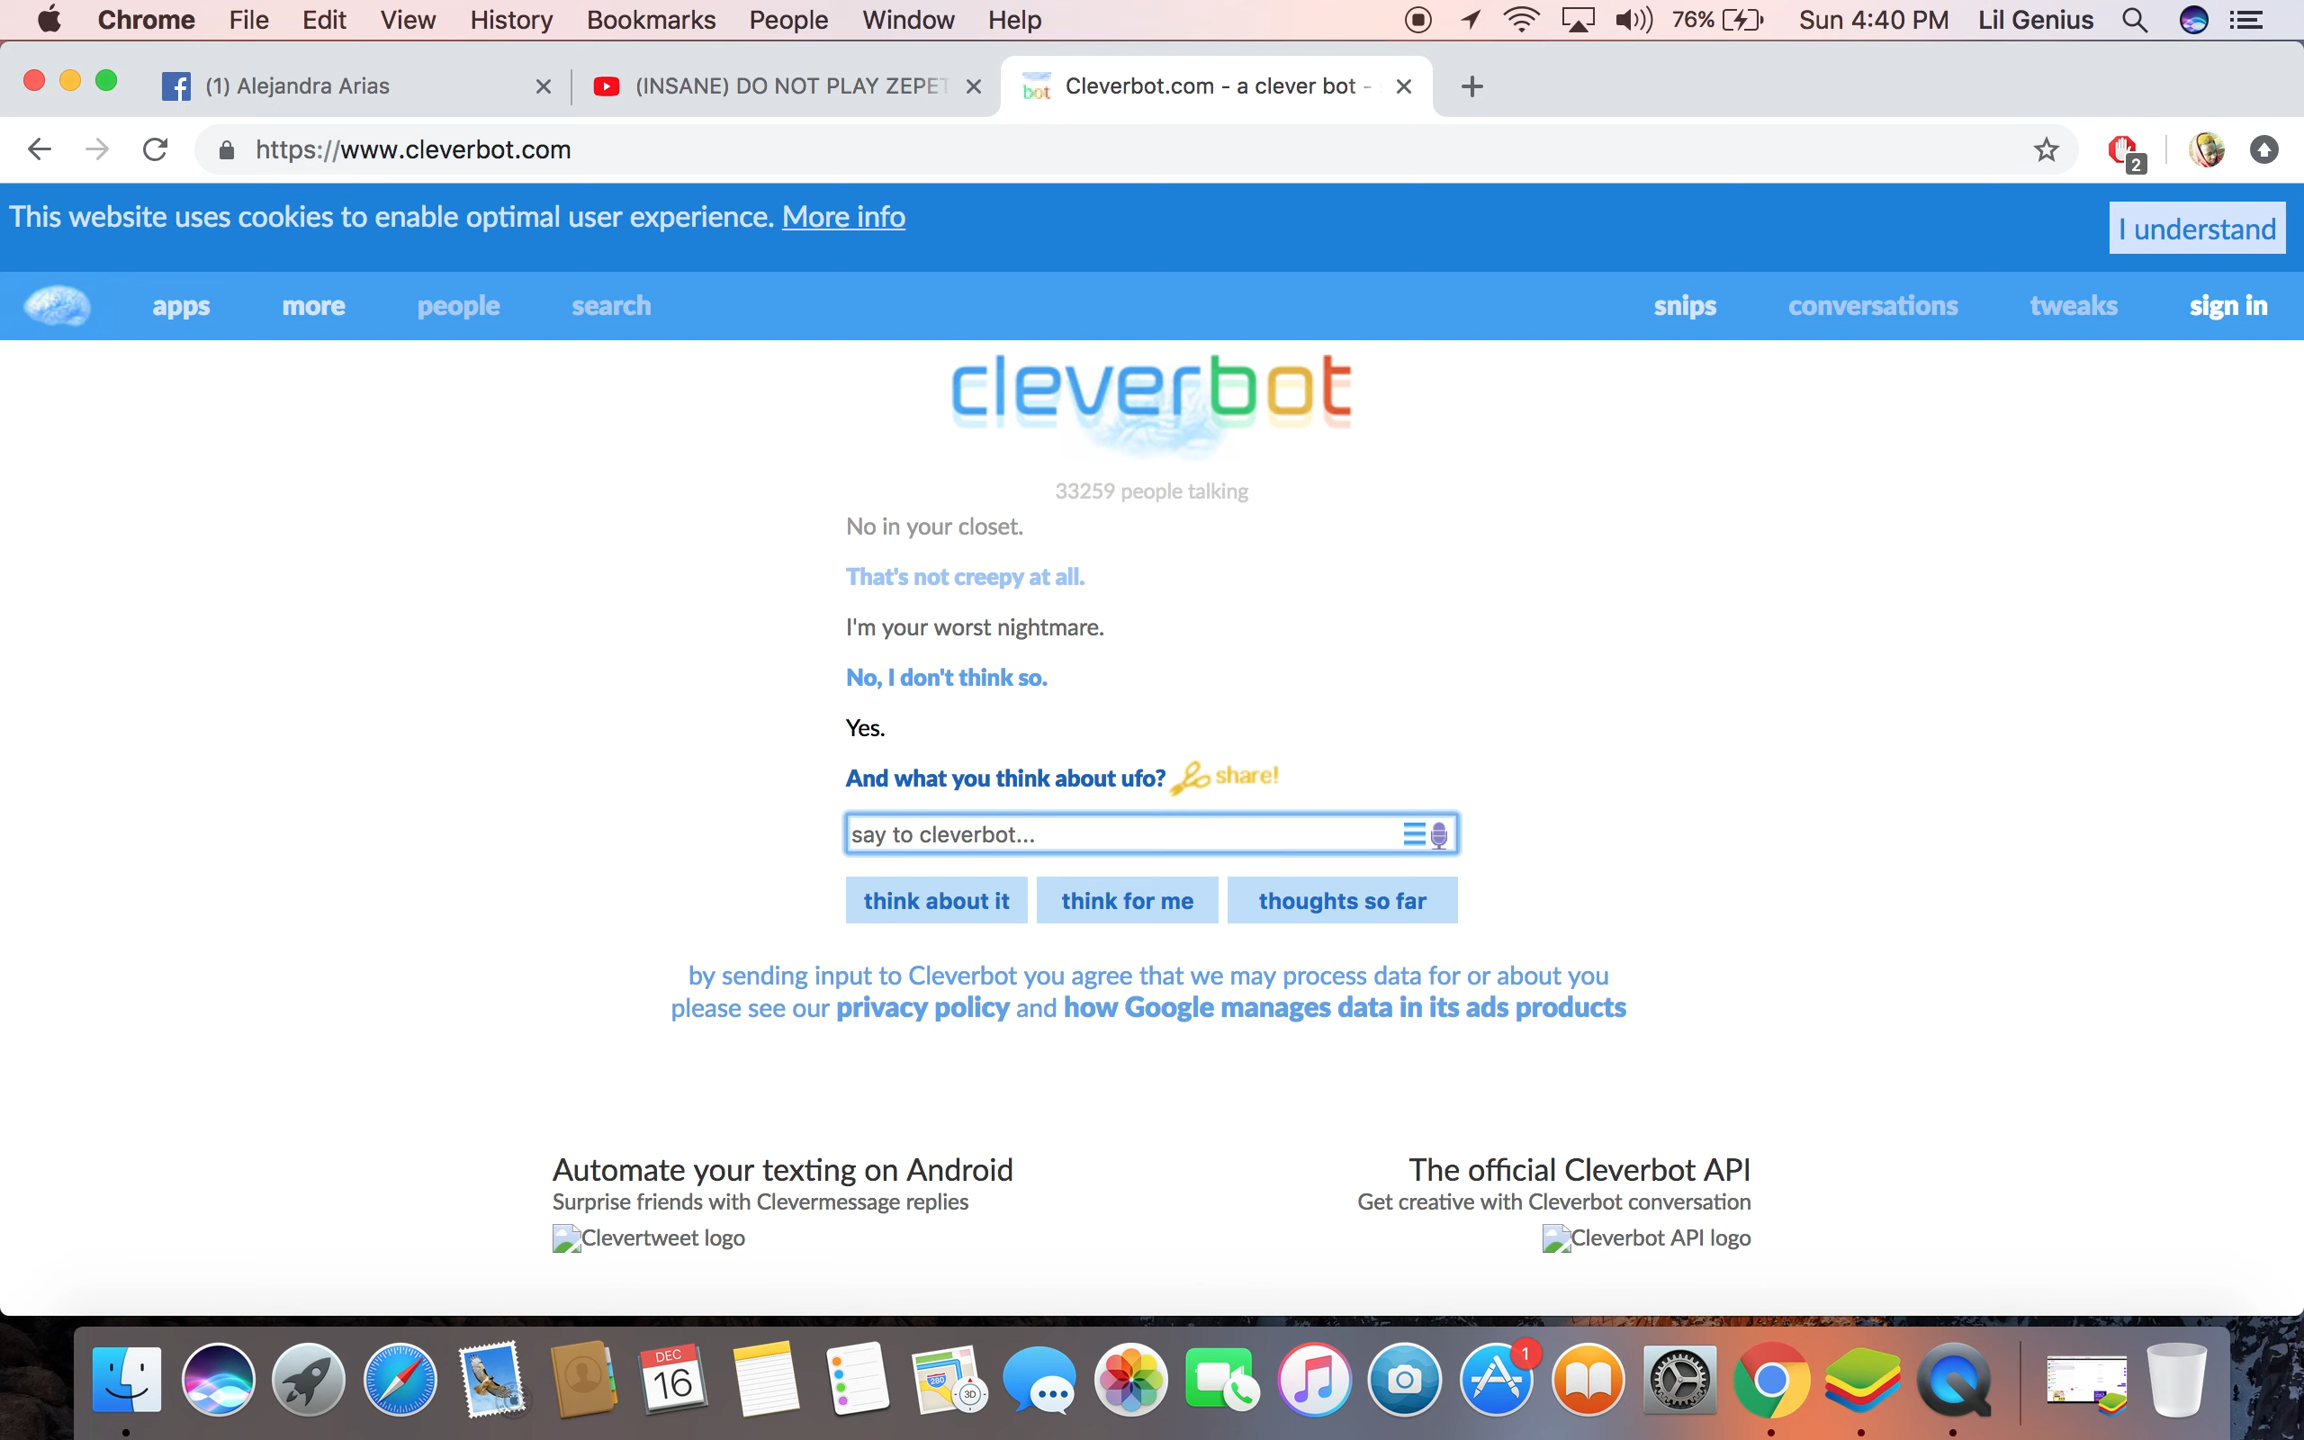 Chrome File Edit View History Bookmarks People Window Help 76% Sun 4:40 PM Lil Genius
(1) Alejandra Arias (INSANE) DO NOT PLAY ZEPET bot Cleverbot.com - a clever bot -
https://www.cleverbot.com 2
This website uses cookies to enable optimal user experience. More info I understand
apps more people search snips conversations tweaks sign in
cleverbot
33259 people talking
No in your closet.
That's not creepy at all.
I'm your worst nightmare.
No, I don't think so.
Yes.
And what you think about ufo? share!
say to cleverbot...
think about it think for me thoughts so far
by sending input to Cleverbot you agree that we may process data for or about you
please see our privacy policy and how Google manages data in its ads products
Automate your texting on Android
Surprise friends with Clevermessage replies
Clevertweet logo
The official Cleverbot API
Get creative with Cleverbot conversation
Cleverbot API logo
DEC
16
280
3D
1